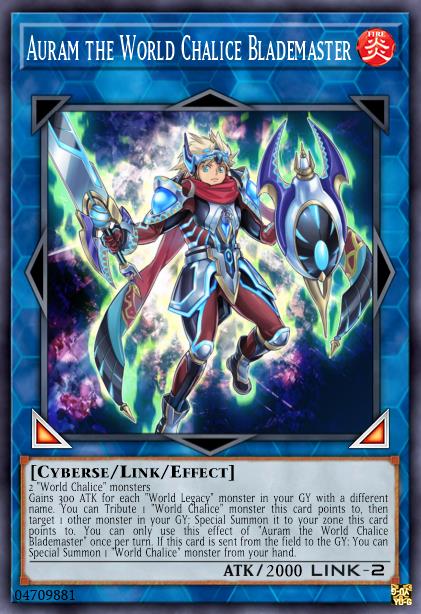 AURAM THE WORLD CHALICE BLADEMASTER
FIRE
炎
[CYBERSE/LINK/EFFECT]
2 "World Chalice" monsters
Gains 300 ATK for each "World Legacy" monster in your GY with a different
name. You can Tribute 1 "World Chalice" monster this card points to, then
target 1 other monster in your GY; Special Summon it to your zone this card
points to. You can only use this effect of "Auram the World Chalice
Blademaster" once per turn. If this card is sent from the field to the GY: You can
Special Summon 1 "World Chalice" monster from your hand.
ATK/2000 LINK-2
04709881